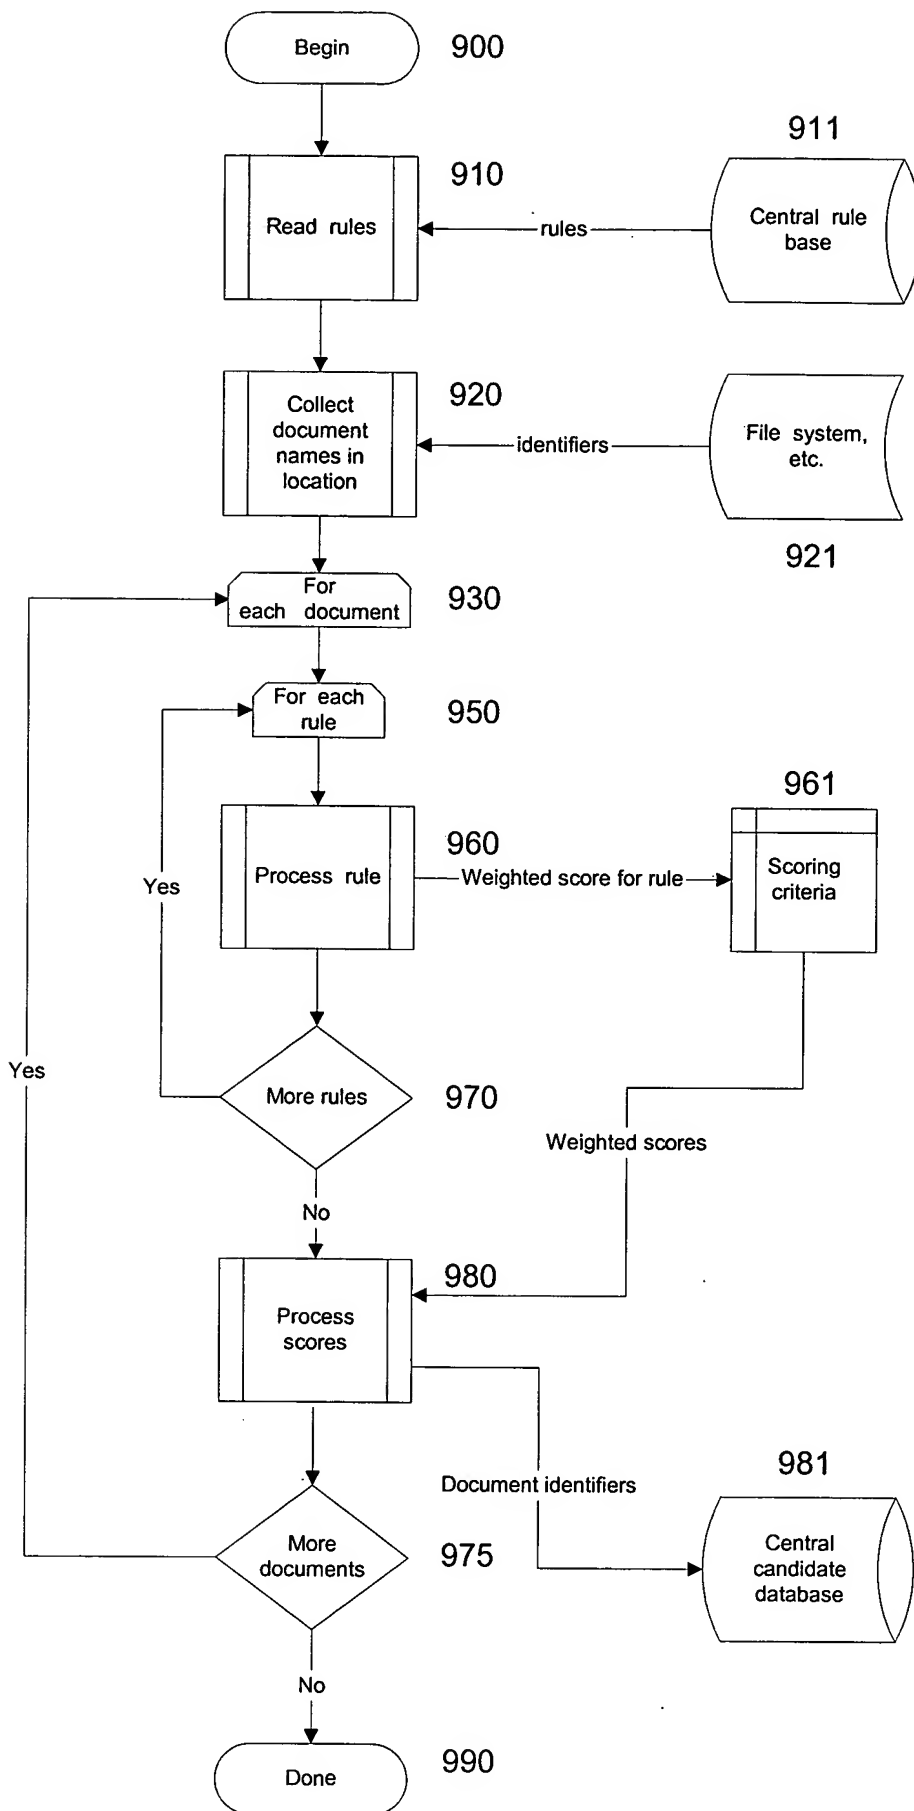 Begin
900
911
910
Read rules
rules
Central rule
base
920
Collect
document
names in
location
identifiers
File system,
etc.
921
For
each document
930
For each
rule
950
961
960
Process rule
Weighted score for rule
Scoring
criteria
Yes
Yes
More rules
970
Weighted scores
No
980
Process
scores
981
Document identifiers
More
documents
975
Central
candidate
database
No
990
Done